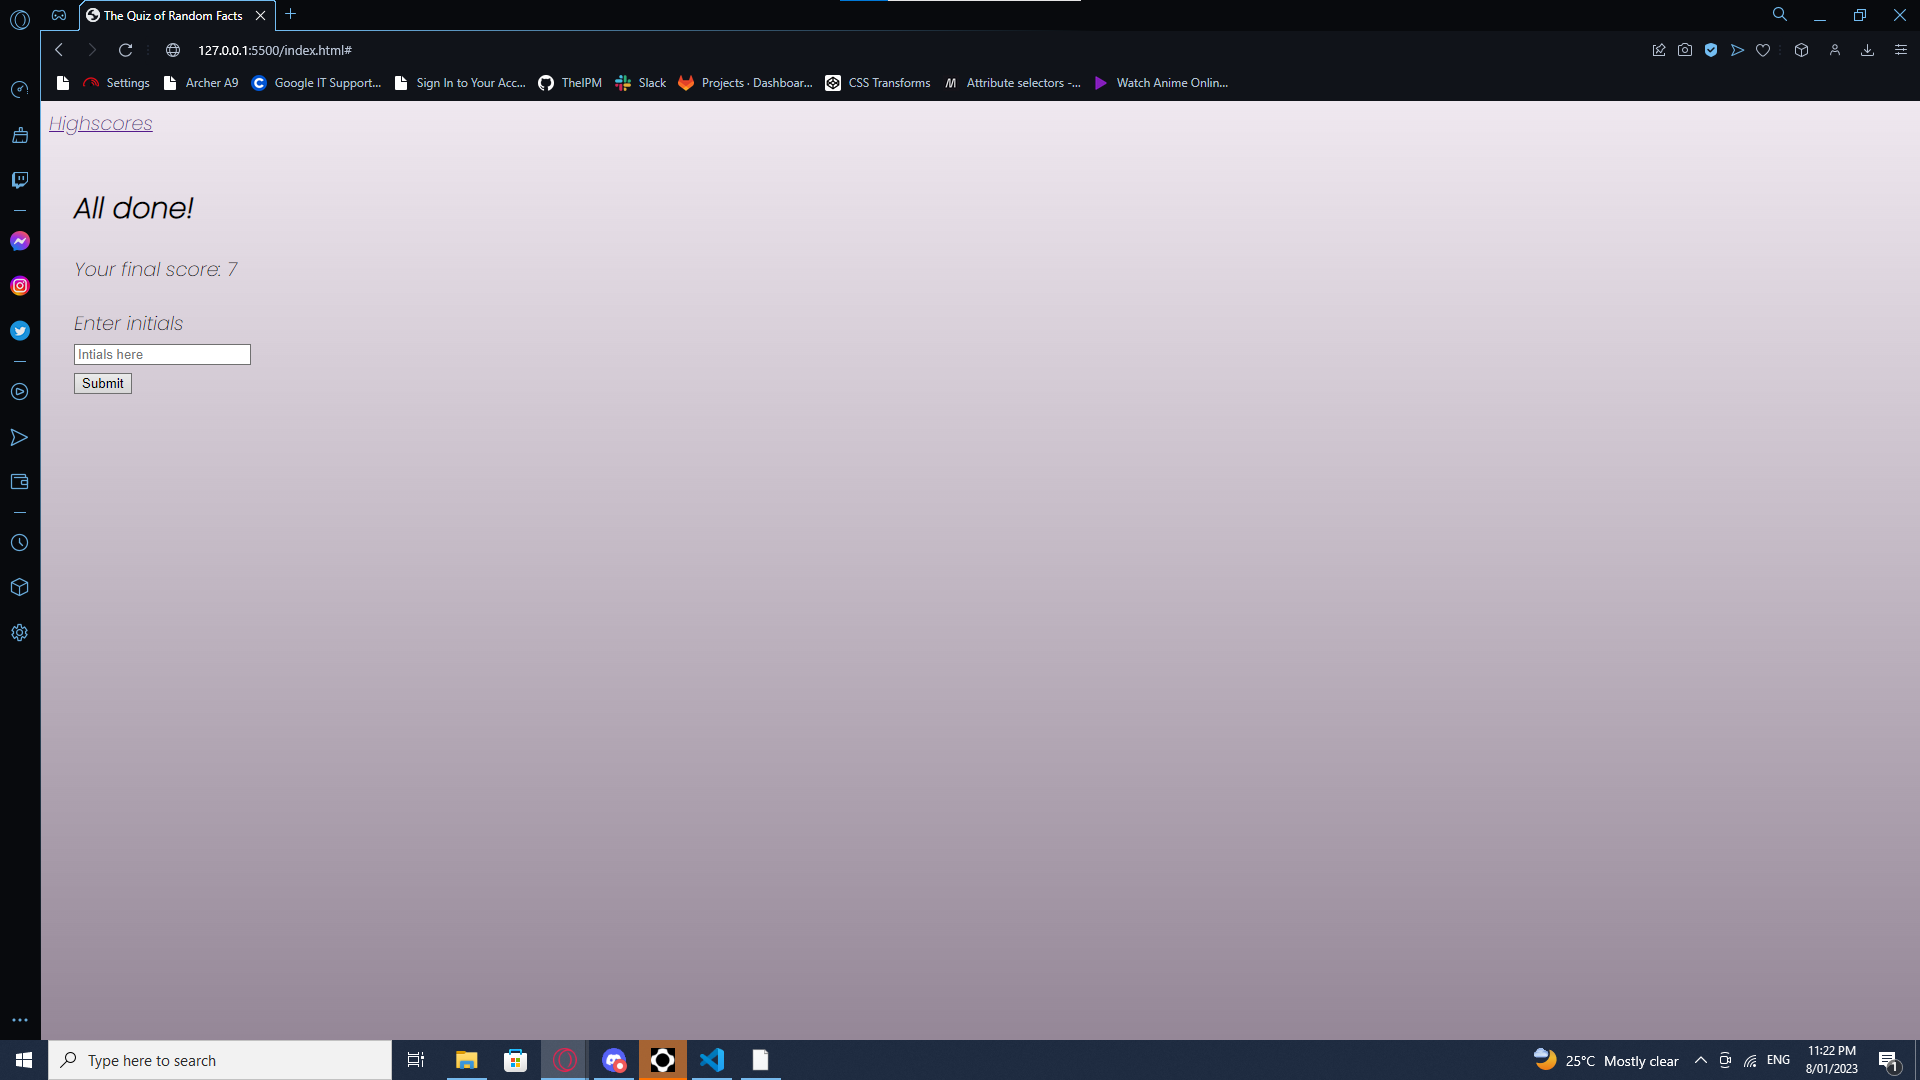 The Quiz of Random Facts
127.0.0.1:5500/index.html#
Settings Archer A9 Google IT Support... Sign In to Your Acc... TheIPM Slack Projects · Dashboar... CSS Transforms Attribute selectors -... Watch Anime Onlin...
Highscores
All done!
Your final score: 7
Enter initials
Intials here
Submit
Type here to search
25°C Mostly clear
ENG
11:22 PM
8/01/2023
1